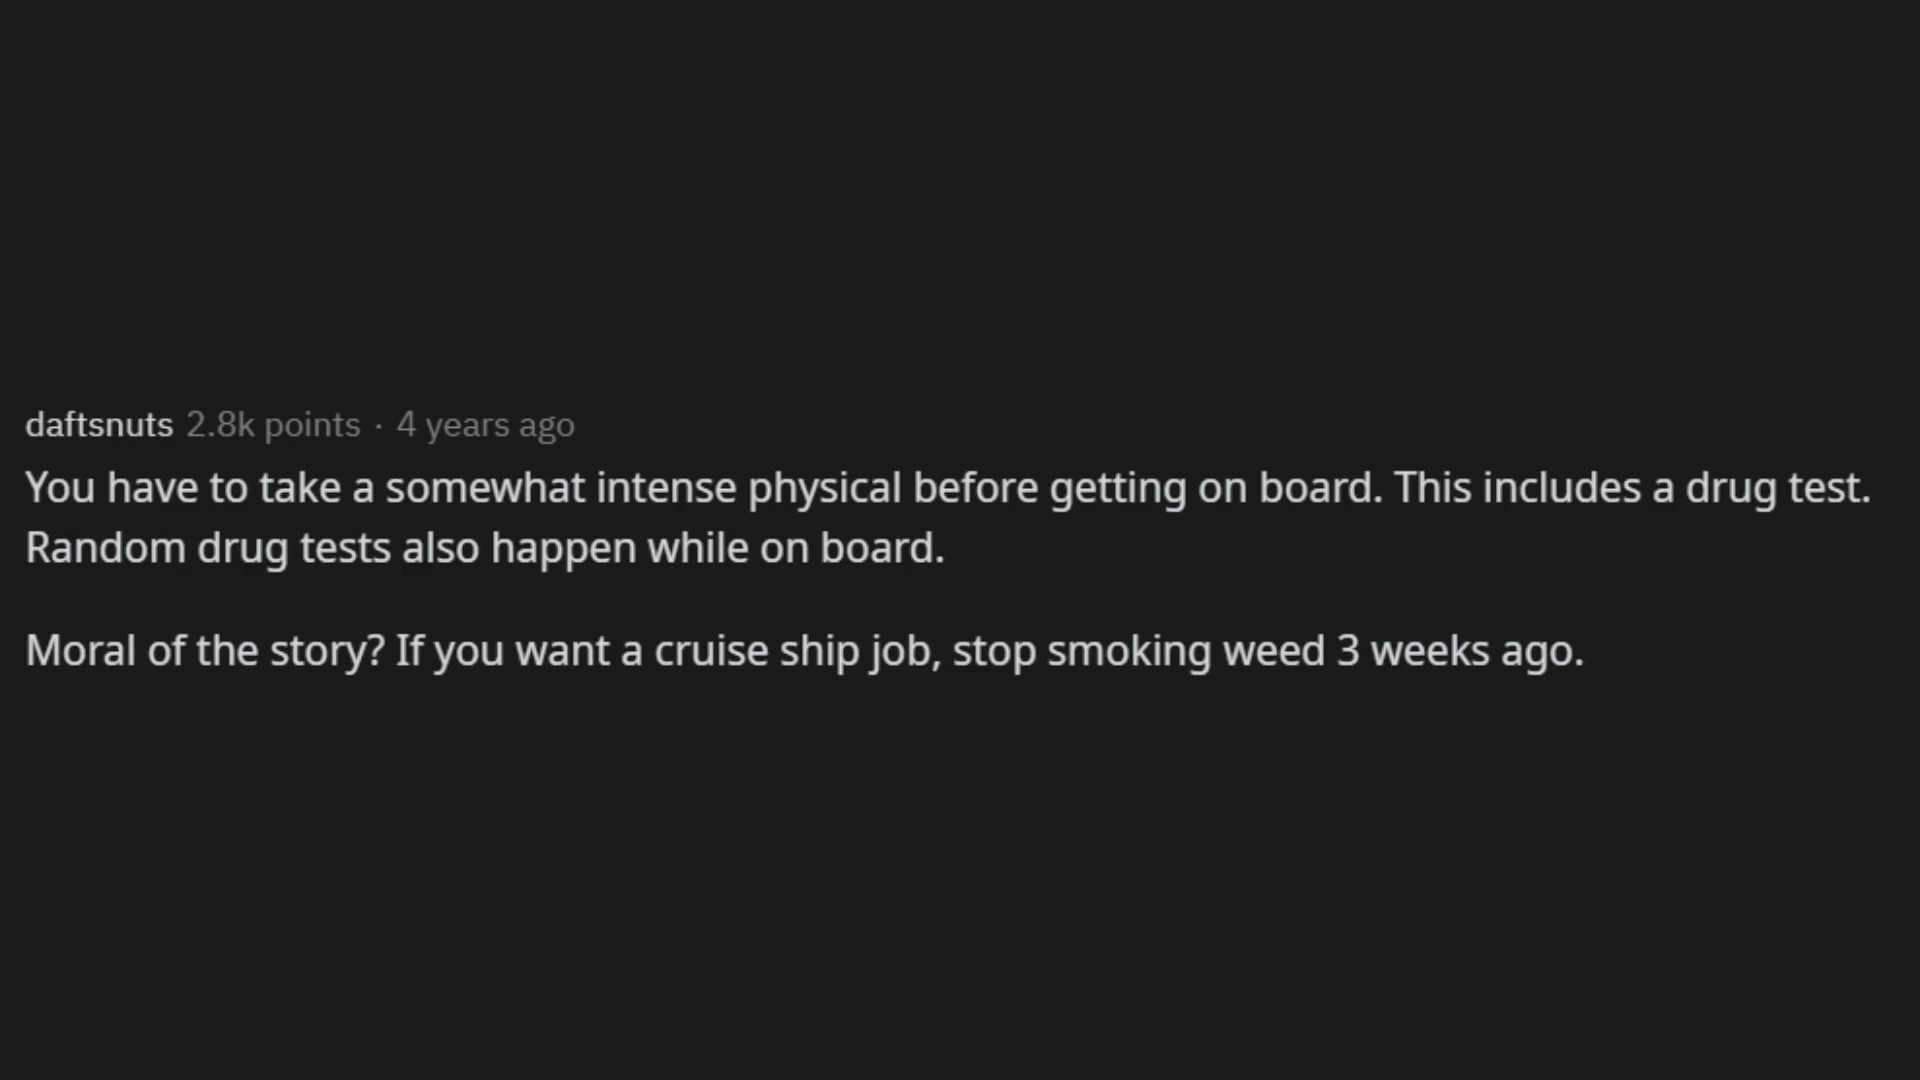 daftsnuts 2.8k points · 4 years ago
You have to take a somewhat intense physical before getting on board. This includes a drug test.
Random drug tests also happen while on board.
Moral of the story? If you want a cruise ship job, stop smoking weed 3 weeks ago.